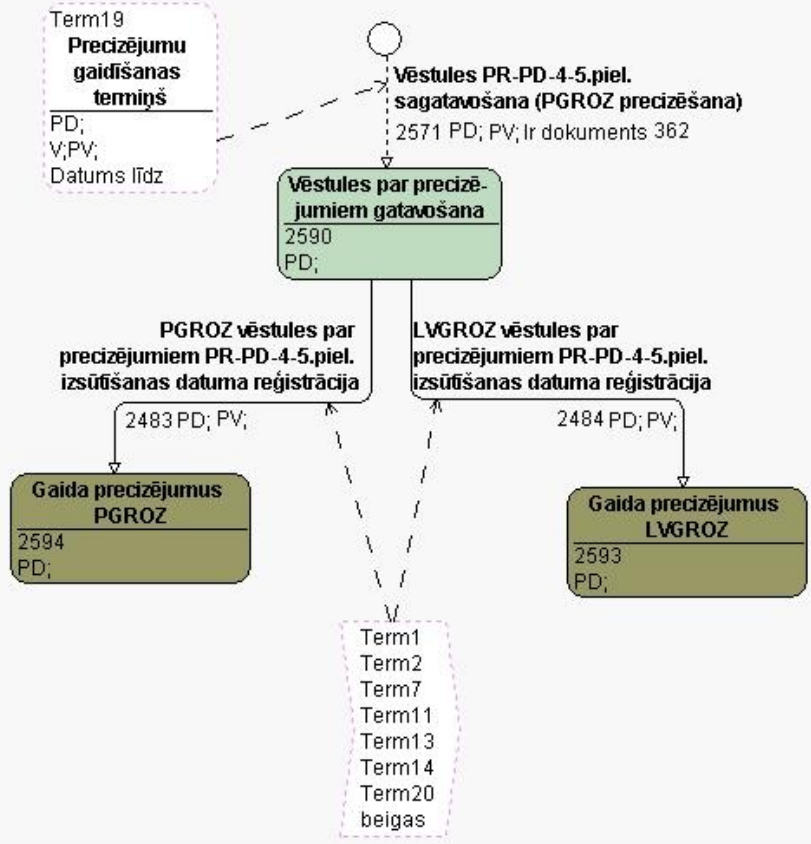 Term19
Precizējumu
gaidīšanas
termiņš
PD;
V;PV;
Datums līdz
Vēstules PR-PD-4-5.piel.
sagatavošana (PGROZ precizēšana)
2571 PD; PV; Ir dokuments 362
Vēstules par precizē-
jumiem gatavošana
2590
PD;
PGROZ vēstules par
precizējumiem PR-PD-4-5.piel.
izsūtīšanas datuma reģistrācija
2483 PD; PV;
LVGROZ vēstules par
precizējumiem PR-PD-4-5.piel.
izsūtīšanas datuma reģistrācija
2484 PD; PV;
Gaida precizējumus
PGROZ
2594
PD;
Gaida precizējumus
LVGROZ
2593
PD;
Term1
Term2
Term7
Term11
Term13
Term14
Term20
beigas